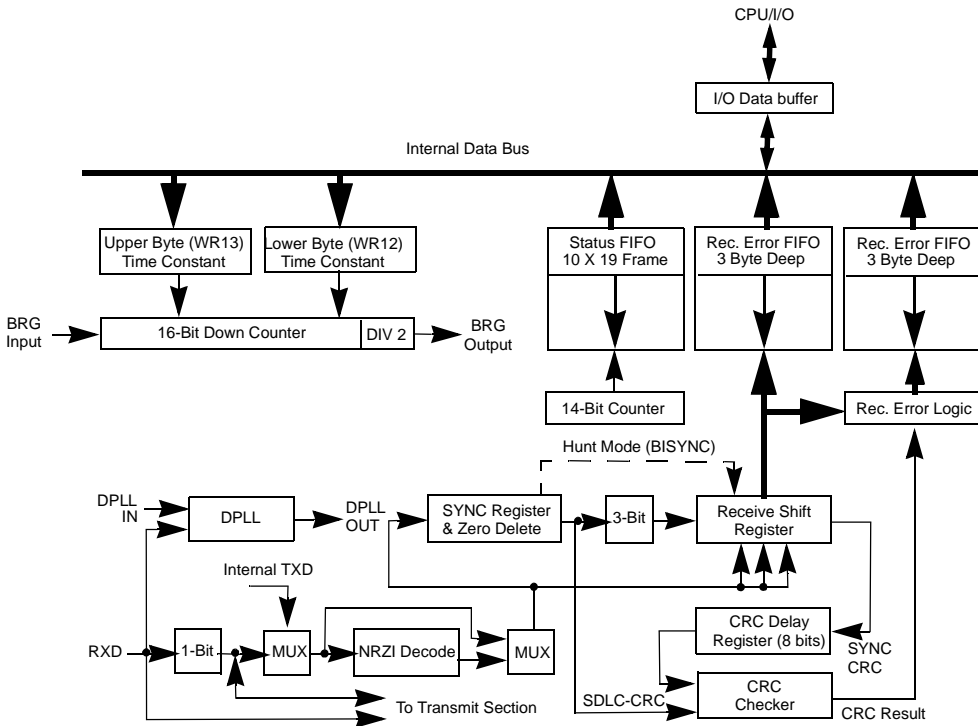 CPU/I/O
I/O Data buffer
Internal Data Bus
Upper Byte (WR13)
Time Constant
Lower Byte (WR12)
Time Constant
Status FIFO
10 X 19 Frame
Rec. Error FIFO
3 Byte Deep
Rec. Error FIFO
3 Byte Deep
BRG
Input
16-Bit Down Counter
DIV 2
BRG
Output
14-Bit Counter
Rec. Error Logic
Hunt Mode (BISYNC)
DPLL
IN
DPLL
DPLL
OUT
SYNC Register
& Zero Delete
3-Bit
Receive Shift
Register
Internal TXD
RXD
1-Bit
MUX
NRZI Decode
MUX
CRC Delay
Register (8 bits)
SYNC
CRC
To Transmit Section
SDLC-CRC
CRC
Checker
CRC Result